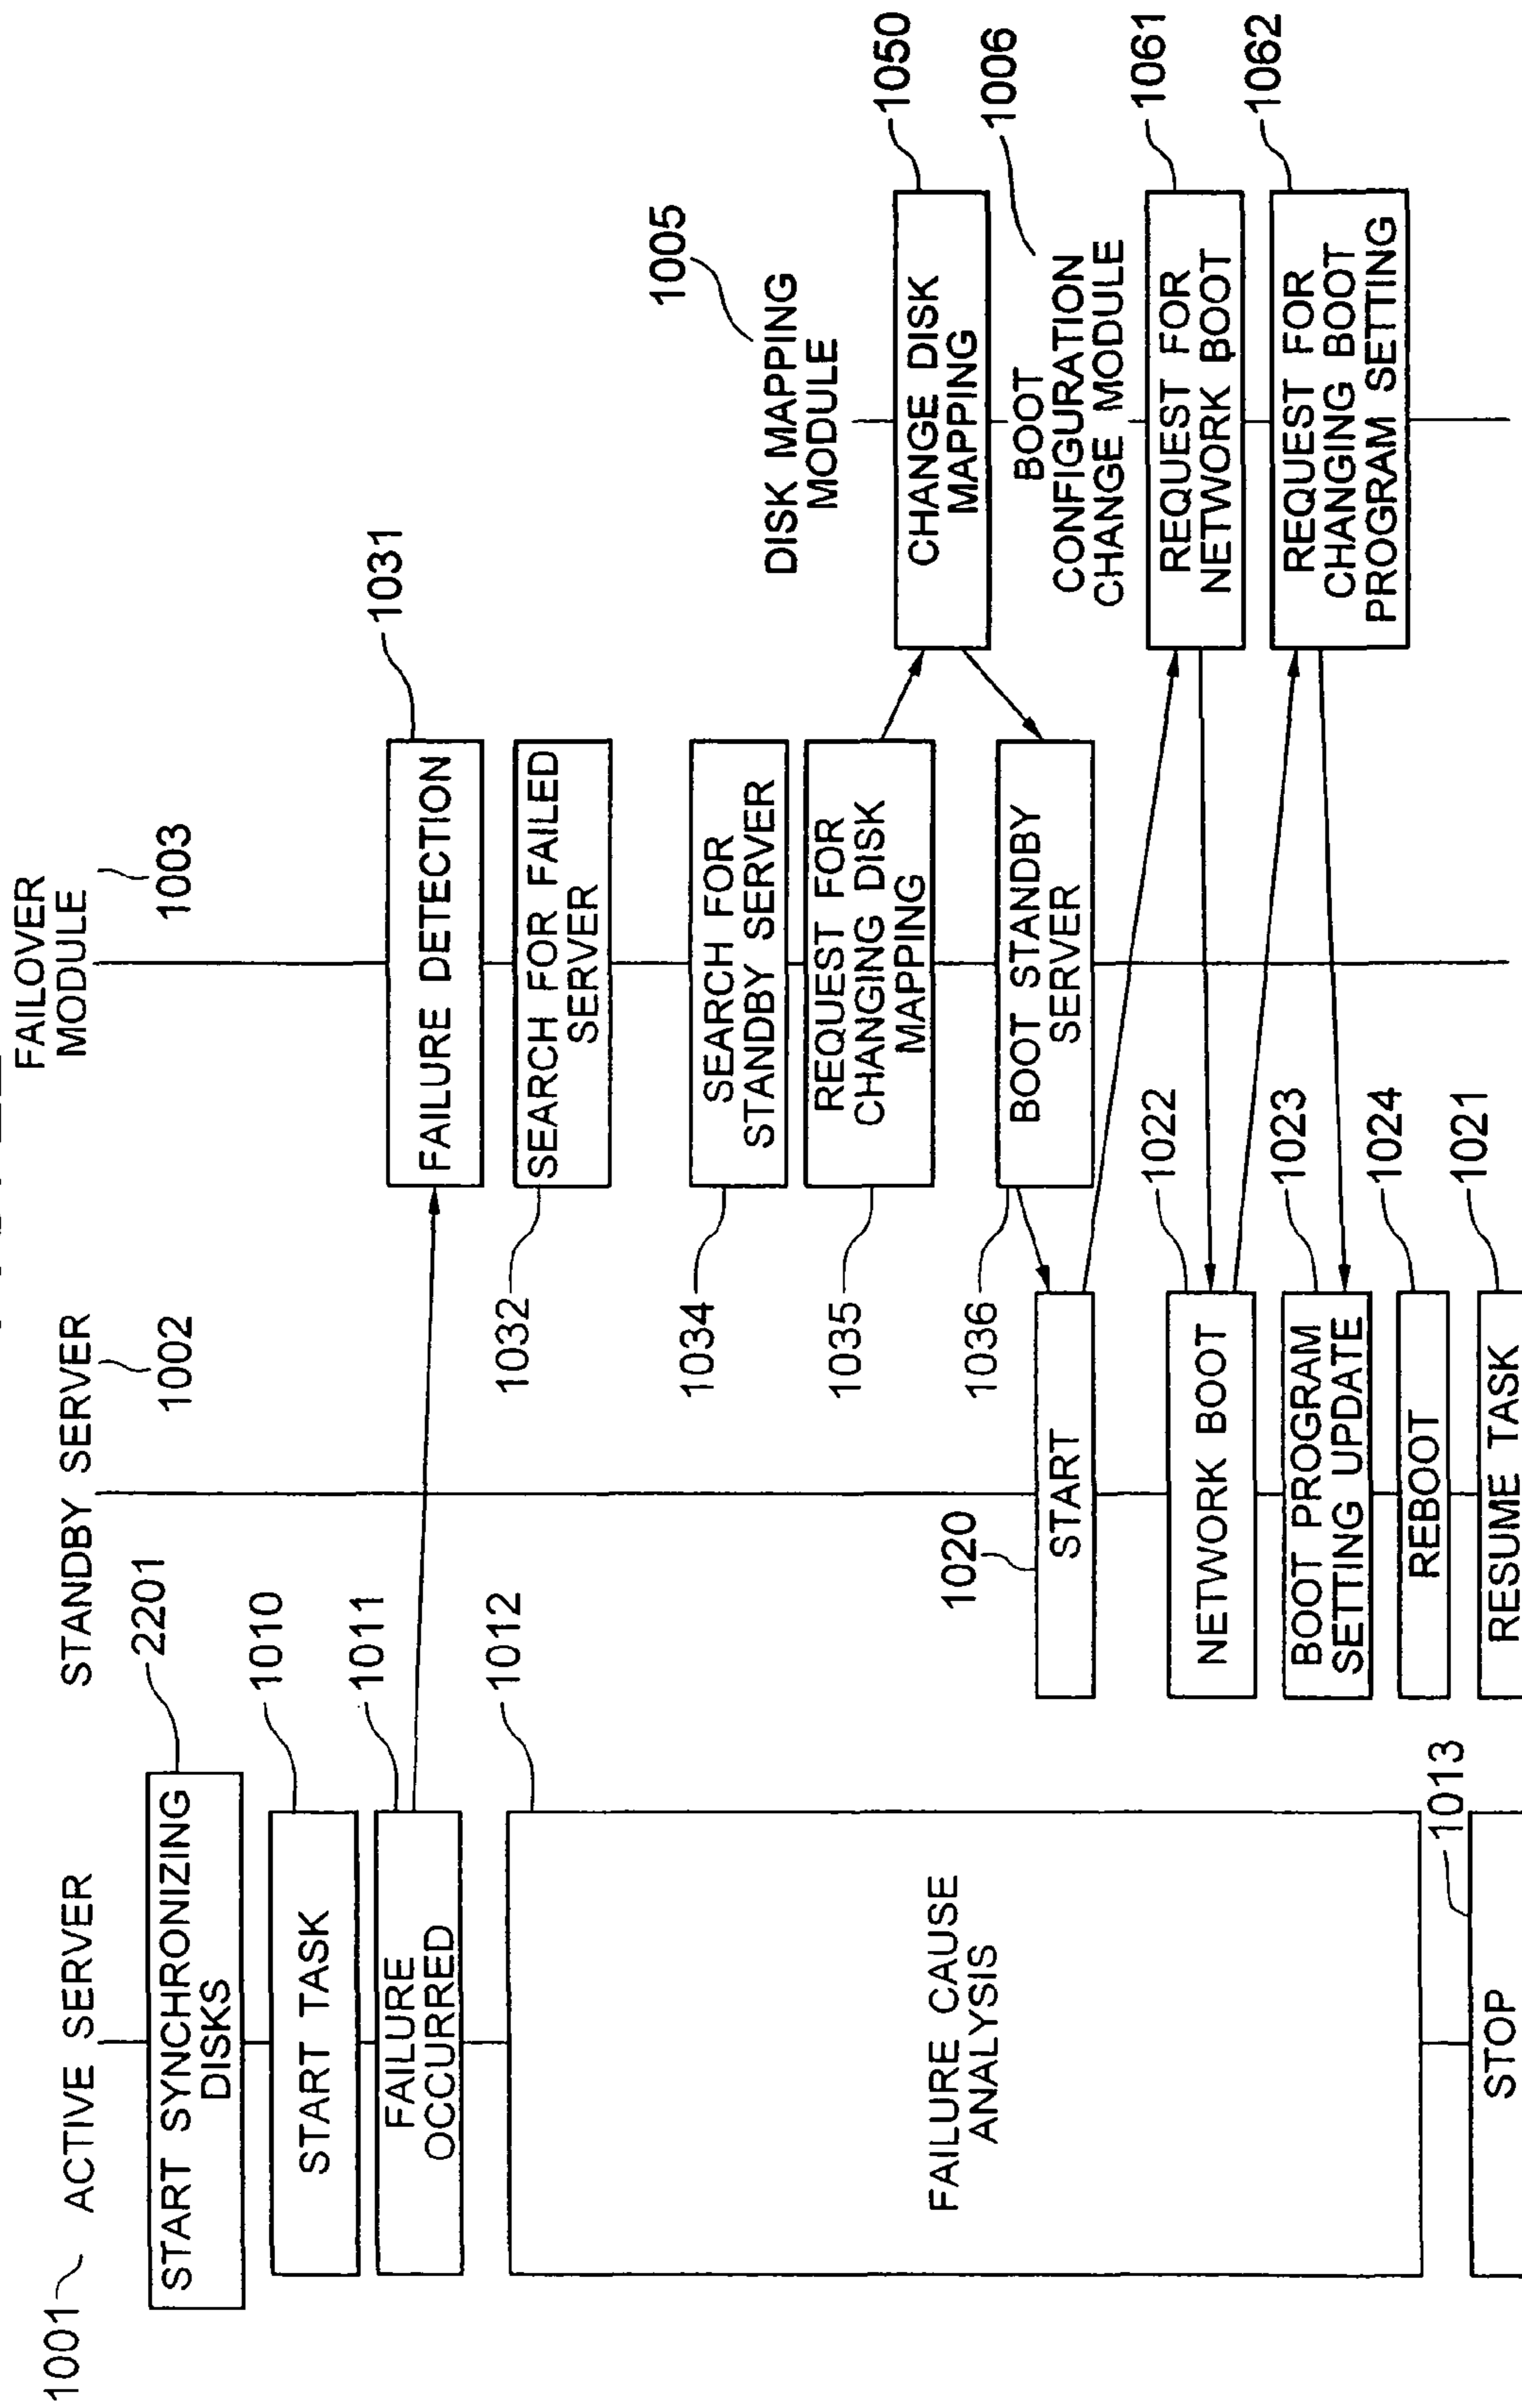 1001
ACTIVE SERVER
START SYNCHRONIZING
DISKS
2201
START TASK
1010
FAILURE
OCCURRED
1011
FAILURE CAUSE
ANALYSIS
1012
STOP
1013
STANDBY SERVER
1002
START
1020
NETWORK BOOT
1022
BOOT PROGRAM
SETTING UPDATE
1023
REBOOT
1024
RESUME TASK
1021
FAILOVER
MODULE
1003
FAILURE DETECTION
1031
SEARCH FOR FAILED
SERVER
1032
SEARCH FOR
STANDBY SERVER
1034
REQUEST FOR
CHANGING DISK
MAPPING
1035
BOOT STANDBY
SERVER
1036
DISK MAPPING
MODULE
1005
CHANGE DISK
MAPPING
1050
BOOT
CONFIGURATION
CHANGE MODULE
1006
REQUEST FOR
NETWORK BOOT
1061
REQUEST FOR
CHANGING BOOT
PROGRAM SETTING
1062